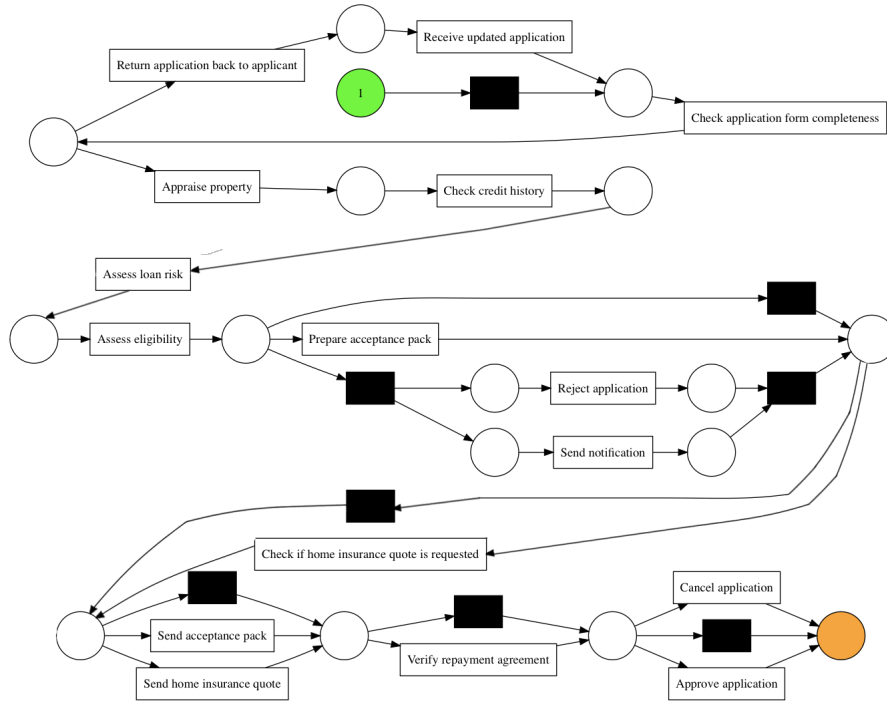 Receive updated application
Return application back to applicant
1
Check application form completeness
Appraise property
Check credit history
Assess loan risk
Assess eligibility
Prepare acceptance pack
Reject application
Send notification
Check if home insurance quote is requested
Cancel application
Send acceptance pack
Verify repayment agreement
Send home insurance quote
Approve application